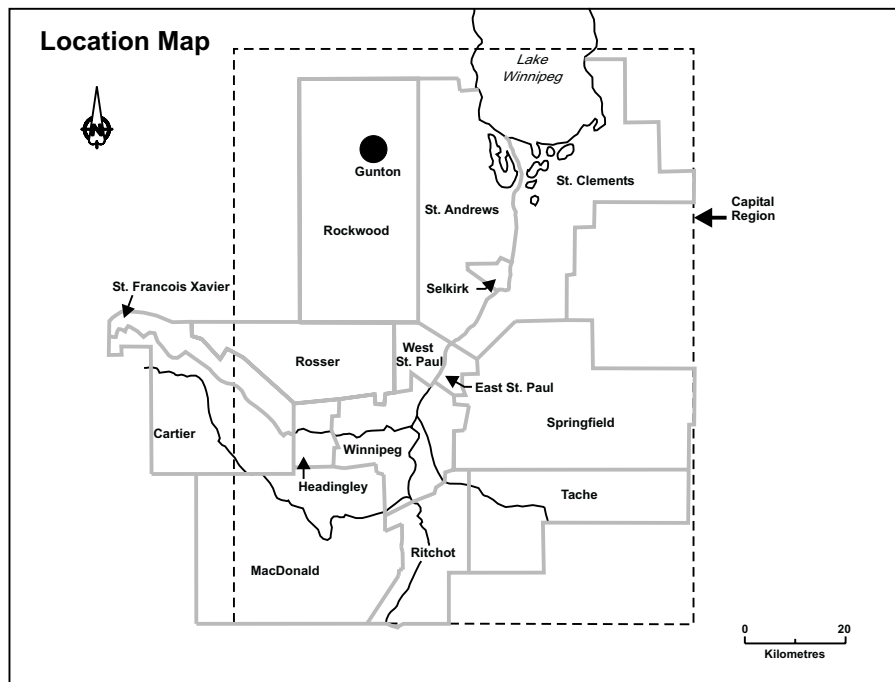 Location Map
Lake
Winnipeg
N
Gunton
St. Clements
Capital
Region
St. Andrews
Rockwood
St. Francois Xavier
Selkirk
West
St. Paul
Rosser
East St. Paul
Springfield
Cartier
Winnipeg
Headingley
Tache
Ritchot
MacDonald
0 20
Kilometres